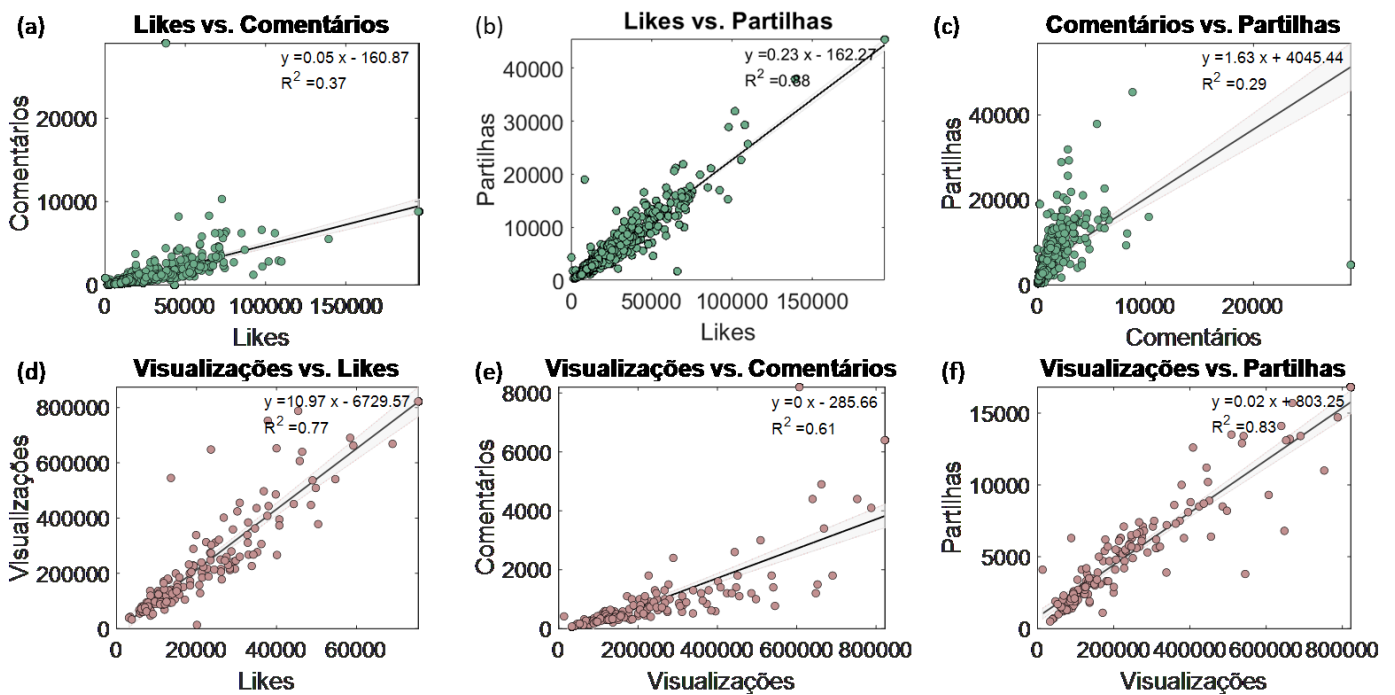 (a)
Likes vs. Comentários
y =0.05 x - 160.87
R² =0.37
Comentários
20000
10000
0
0 50000 100000 150000
Likes
(b)
Likes vs. Partilhas
y =0.23 x - 162.27
R² =0.88
Partilhas
40000
30000
20000
10000
0
0 50000 100000 150000
Likes
(c)
Comentários vs. Partilhas
y =1.63 x + 4045.44
R² =0.29
Partilhas
40000
20000
0
0 10000 20000
Comentários
(d)
Visualizações vs. Likes
y =10.97 x - 6729.57
R² =0.77
Visualizações
800000
600000
400000
200000
0
0 20000 40000 60000
Likes
(e)
Visualizações vs. Comentários
y =0 x - 285.66
R² =0.61
Comentários
8000
6000
4000
2000
0
0 200000 400000 600000 800000
Visualizações
(f)
Visualizações vs. Partilhas
y =0.02 x + 803.25
R² =0.83
Partilhas
15000
10000
5000
0
0 200000 400000 600000 800000
Visualizações